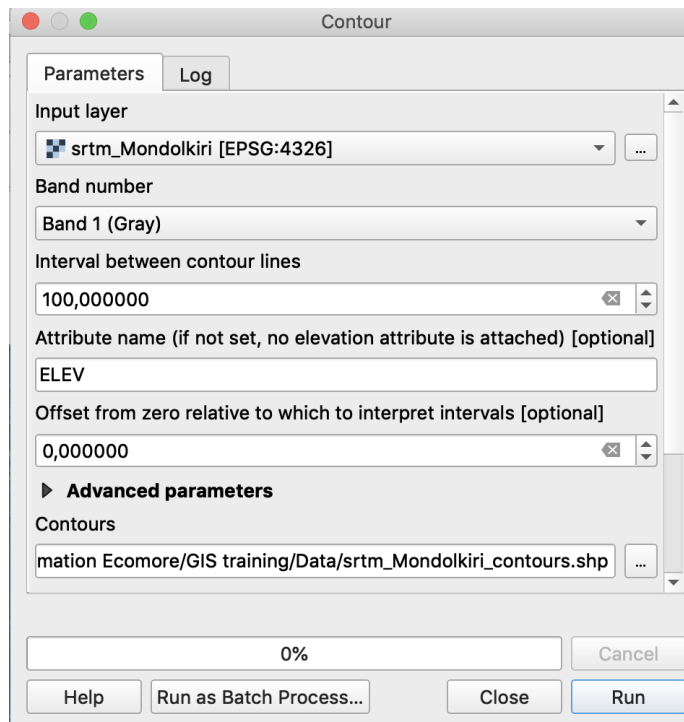 Contour
Parameters
Log
Input layer
srtm_Mondolkiri [EPSG:4326]
...
Band number
Band 1 (Gray)
Interval between contour lines
100,000000
Attribute name (if not set, no elevation attribute is attached) [optional]
ELEV
Offset from zero relative to which to interpret intervals [optional]
0,000000
Advanced parameters
Contours
mation Ecomore/GIS training/Data/srtm_Mondolkiri_contours.shp
...
0%
Cancel
Help
Run as Batch Process...
Close
Run